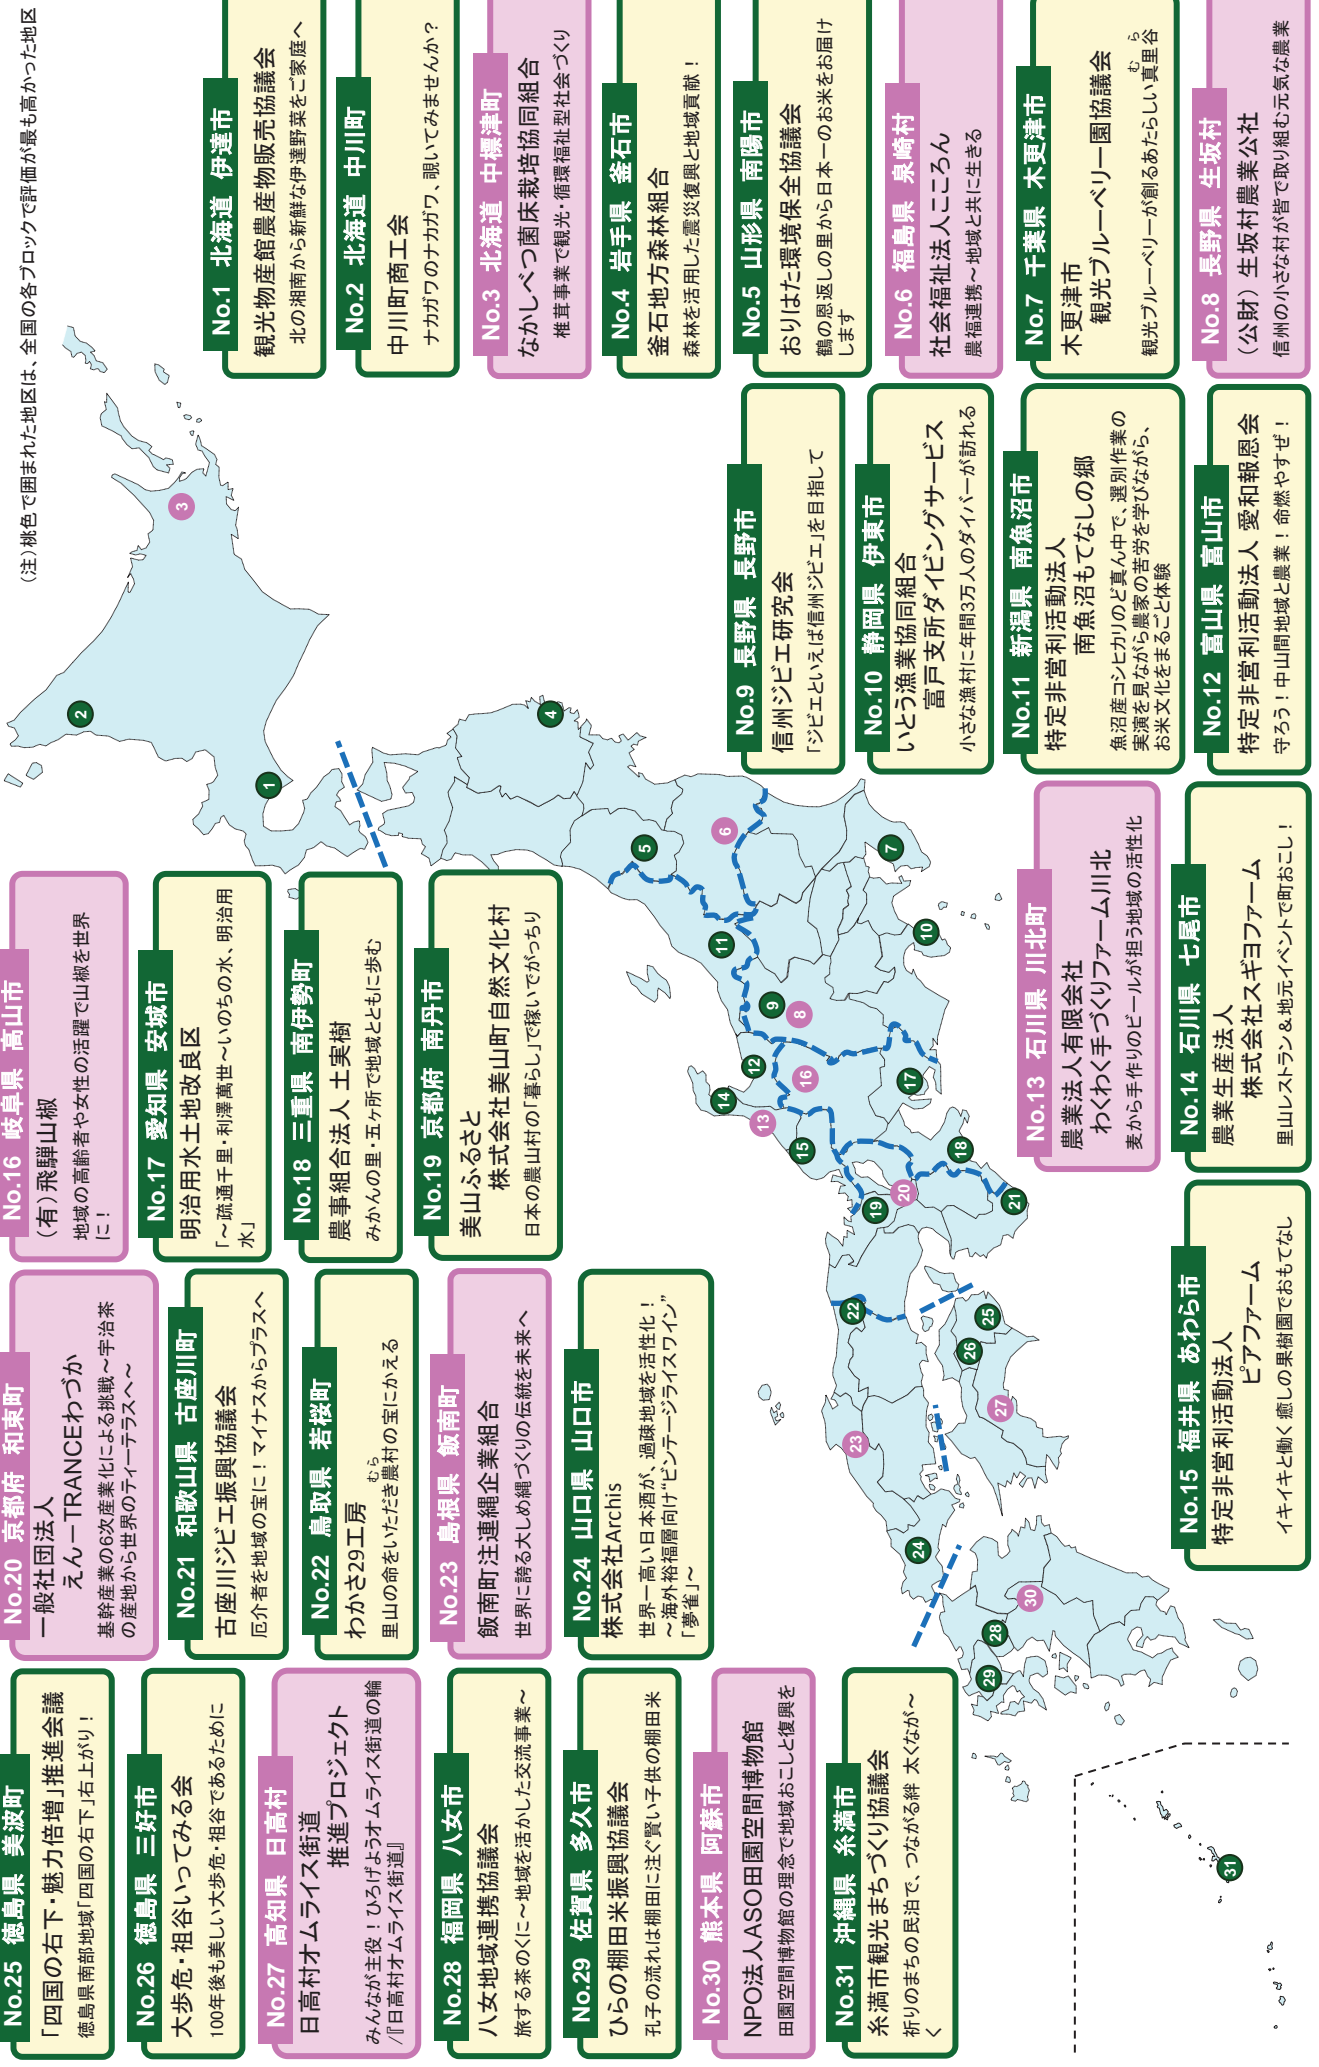 (注)桃色で囲まれた地区は、全国の各ブロックで評価が最も高かった地区
No.1 北海道 伊達市
観光物産館農産物販売協議会
北の湘南から新鮮な伊達野菜をご家庭へ
No.2 北海道 中川町
中川町商工会
ナカガワのナガガワ、覗いてみませんか？
No.3 北海道 中標津町
なかしべつ菌床栽培協同組合
椎茸事業で観光・循環福祉型社会づくり
No.4 岩手県 釜石市
釜石地方森林組合
森林を活用した震災復興と地域貢献！
No.5 山形県 南陽市
おりはた環境保全協議会
鶴の恩返しの里から日本一のお米をお届け
します
No.6 福島県 泉崎村
社会福祉法人こころん
農福連携～地域と共に生きる
No.7 千葉県 木更津市
木更津市
観光ブルーベリー園協議会
むら
観光ブルーベリーが創るあたらしい真里谷
No.8 長野県 生坂村
(公財)生坂村農業公社
信州の小さな村が皆で取り組む元気な農業
No.9 長野県 長野市
信州ジビエ研究会
「ジビエといえば信州ジビエ」を目指して
No.10 静岡県 伊東市
いとう漁業協同組合
富戸支所ダイビングサービス
小さな漁村に年間3万人のダイバーが訪れる
No.11 新潟県 南魚沼市
特定非営利活動法人
南魚沼もてなしの郷
魚沼産コシヒカリのど真ん中で、選別作業の
実演を見ながら農家の苦労を学びながら、
お米文化をまるごと体験
No.12 富山県 富山市
特定非営利活動法人 愛和報恩会
守ろう！中山間地域と農業！命燃やすぜ！
No.13 石川県 川北町
農業法人有限会社
わくわく手づくりファーム川北
麦から手作りのビールが担う地域の活性化
No.14 石川県 七尾市
農業生産法人
株式会社スギヨファーム
里山レストラン＆地元イベントで町おこし！
No.15 福井県 あわら市
特定非営利活動法人
ピアファーム
イキイキと働く 癒しの果樹園でおもてなし
No.16 岐阜県 高山市
(有)飛騨山椒
地域の高齢者や女性の活躍で山椒を世界
に！
No.17 愛知県 安城市
明治用水土地改良区
「～疏通千里・利澤萬世～いのちの水、明治用
水」
No.18 三重県 南伊勢町
農事組合法人 土実樹
みかんの里・五ヶ所で地域とともに歩む
No.19 京都府 南丹市
美山ふるさと
株式会社美山町自然文化村
日本の農山村の「暮らし」で稼いでがっちり
No.20 京都府 和束町
一般社団法人
えんーTRANCEわづか
基幹産業の6次産業化による挑戦～宇治茶
の産地から世界のティーテラスへ～
No.21 和歌山県 古座川町
古座川ジビエ振興協議会
厄介者を地域の宝に！マイナスからプラスへ
No.22 鳥取県 若桜町
わかさ29工房
むら
里山の命をいただき農村の宝にかえる
No.23 島根県 飯南町
飯南町注連縄企業組合
世界に誇る大しめ縄づくりの伝統を未来へ
No.24 山口県 山口市
株式会社Archis
世界一高い日本酒が、過疎地域を活性化！
～海外裕福層向け“ビンテージライスワイン”
「夢雀」～
No.25 徳島県 美波町
「四国の右下・魅力倍増」推進会議
徳島県南部地域「四国の右下」右上がり！
No.26 徳島県 三好市
大歩危・祖谷いってみる会
100年後も美しい大歩危・祖谷であるために
No.27 高知県 日高村
日高村オムライス街道
推進プロジェクト
みんなが主役！ひろげようオムライス街道の輪
/『日高村オムライス街道』
No.28 福岡県 八女市
八女地域連携協議会
旅する茶のくに～地域を活かした交流事業～
No.29 佐賀県 多久市
ひらの棚田米振興協議会
孔子の流れは棚田に注ぐ賢い子供の棚田米
No.30 熊本県 阿蘇市
NPO法人ASO田園空間博物館
田園空間博物館の理念で地域おこしと復興を
No.31 沖縄県 糸満市
糸満市観光まちづくり協議会
祈りのまちの民泊で、つながる絆 太くなが～
く
1
2
3
4
5
6
7
8
9
10
11
12
13
14
15
16
17
18
19
20
21
22
23
24
25
26
27
28
29
30
31